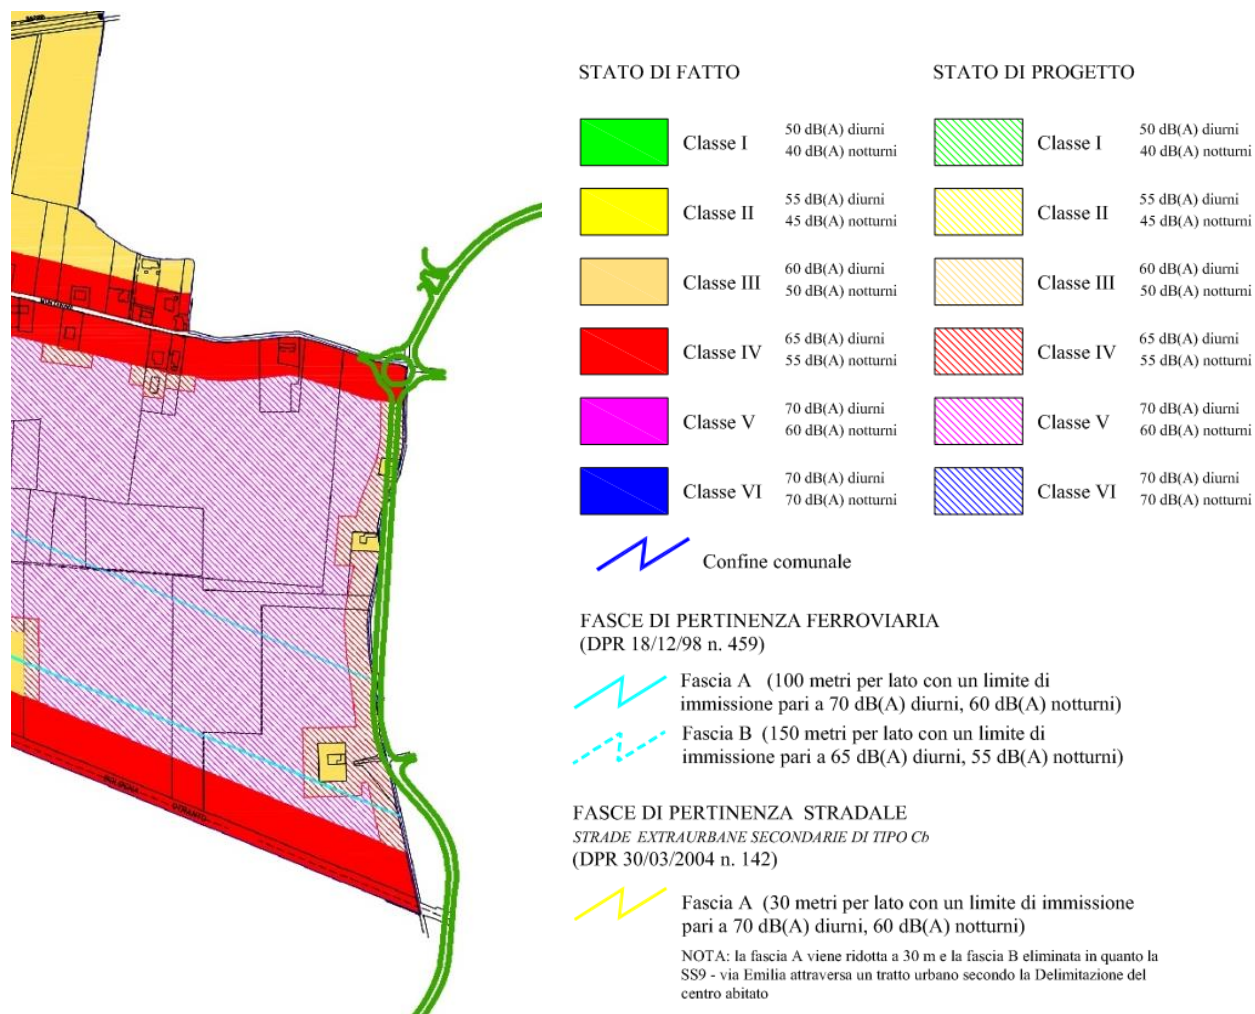 STATO DI FATTO
STATO DI PROGETTO
Classe I
50 dB(A) diurni
40 dB(A) notturni
Classe I
50 dB(A) diurni
40 dB(A) notturni
Classe II
55 dB(A) diurni
45 dB(A) notturni
Classe II
55 dB(A) diurni
45 dB(A) notturni
Classe III
60 dB(A) diurni
50 dB(A) notturni
Classe III
60 dB(A) diurni
50 dB(A) notturni
Classe IV
65 dB(A) diurni
55 dB(A) notturni
Classe IV
65 dB(A) diurni
55 dB(A) notturni
Classe V
70 dB(A) diurni
60 dB(A) notturni
Classe V
70 dB(A) diurni
60 dB(A) notturni
Classe VI
70 dB(A) diurni
70 dB(A) notturni
Classe VI
70 dB(A) diurni
70 dB(A) notturni
Confine comunale
FASCE DI PERTINENZA FERROVIARIA
(DPR 18/12/98 n. 459)
Fascia A (100 metri per lato con un limite di
immissione pari a 70 dB(A) diurni, 60 dB(A) notturni)
Fascia B (150 metri per lato con un limite di
immissione pari a 65 dB(A) diurni, 55 dB(A) notturni)
FASCE DI PERTINENZA STRADALE
STRADE EXTRAURBANE SECONDARIE DI TIPO Cb
(DPR 30/03/2004 n. 142)
Fascia A (30 metri per lato con un limite di immissione
pari a 70 dB(A) diurni, 60 dB(A) notturni)
NOTA: la fascia A viene ridotta a 30 m e la fascia B eliminata in quanto la
SS9 - via Emilia attraversa un tratto urbano secondo la Delimitazione del
centro abitato
BOLOGNA
OTRANTO